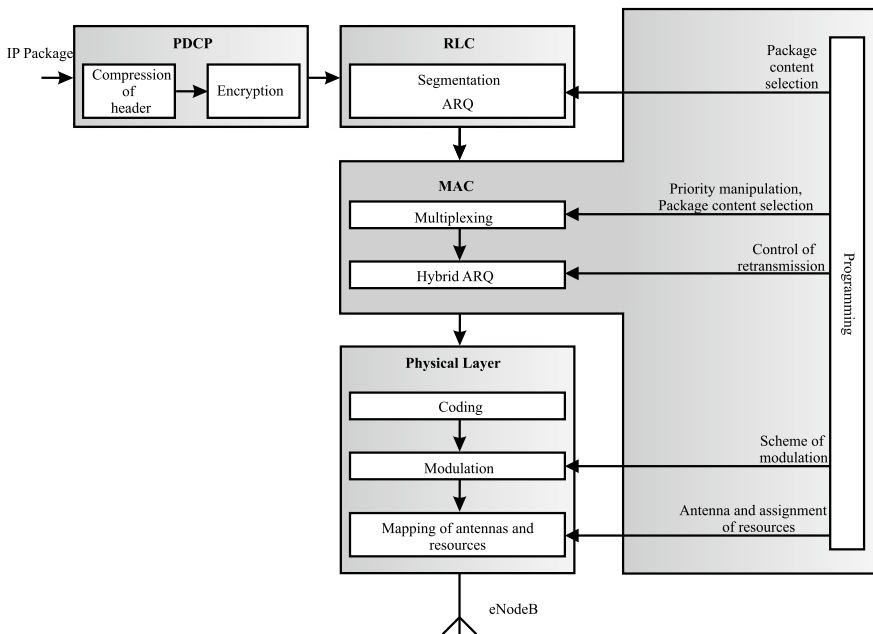 IP Package
PDCP
Compression
of
header
Encryption
RLC
Segmentation
ARQ
Package
content
selection
MAC
Multiplexing
Hybrid ARQ
Priority manipulation,
Package content selection
Control of
retransmission
Programming
Physical Layer
Coding
Modulation
Mapping of antennas and
resources
Scheme of
modulation
Antenna and assignment
of resources
eNodeB